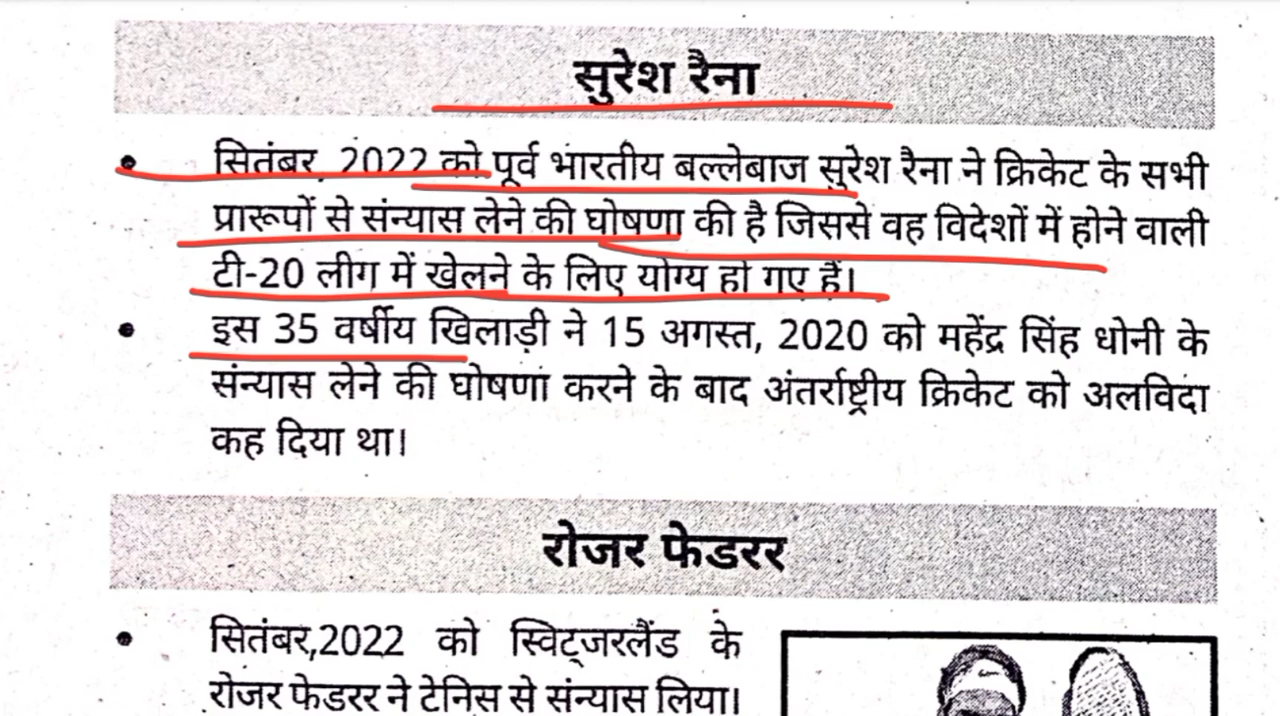 सुरेश रैना
सितंबर, 2022 को पूर्व भारतीय बल्लेबाज सुरेश रैना ने क्रिकेट के सभी
प्रारूपों से संन्यास लेने की घोषणा की है जिससे वह विदेशों में होने वाली
टी-20 लीग में खेलने के लिए योग्य हो गए हैं।
इस 35 वर्षीय खिलाड़ी ने 15 अगस्त, 2020 को महेंद्र सिंह धोनी के
संन्यास लेने की घोषणा करने के बाद अंतर्राष्ट्रीय क्रिकेट को अलविदा
कह दिया था।
रोजर फेडरर
सितंबर,2022 को स्विट्जरलैंड के
रोजर फेडरर ने टेनिस से संन्यास लिया।